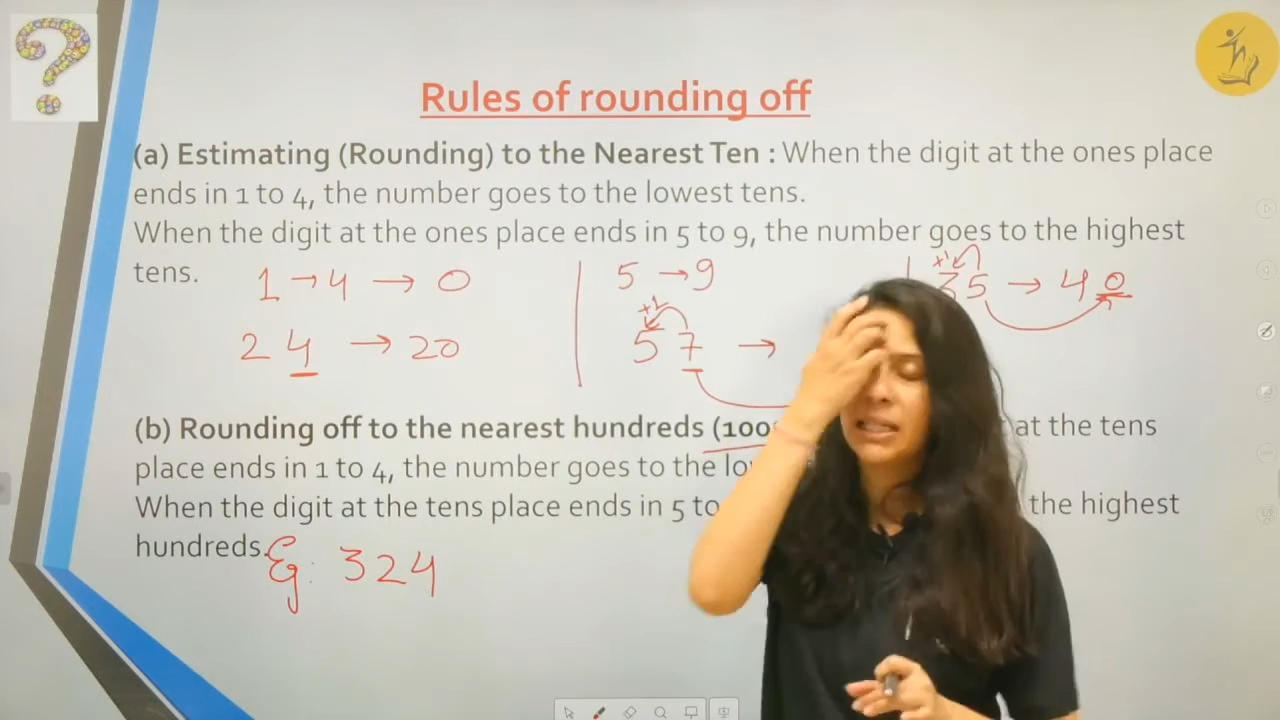 Rules of rounding off
(a) Estimating (Rounding) to the Nearest Ten : When the digit at the ones place
ends in 1 to 4, the number goes to the lowest tens.
When the digit at the ones place ends in 5 to 9, the number goes to the highest
tens.
1 → 4 → 0
5 → 9
+1
35 → 40
24 → 20
+1
57 →
(b) Rounding off to the nearest hundreds (100 at the tens
place ends in 1 to 4, the number goes to the
When the digit at the tens place ends in 5 to the highest
hundreds.
Eg: 324